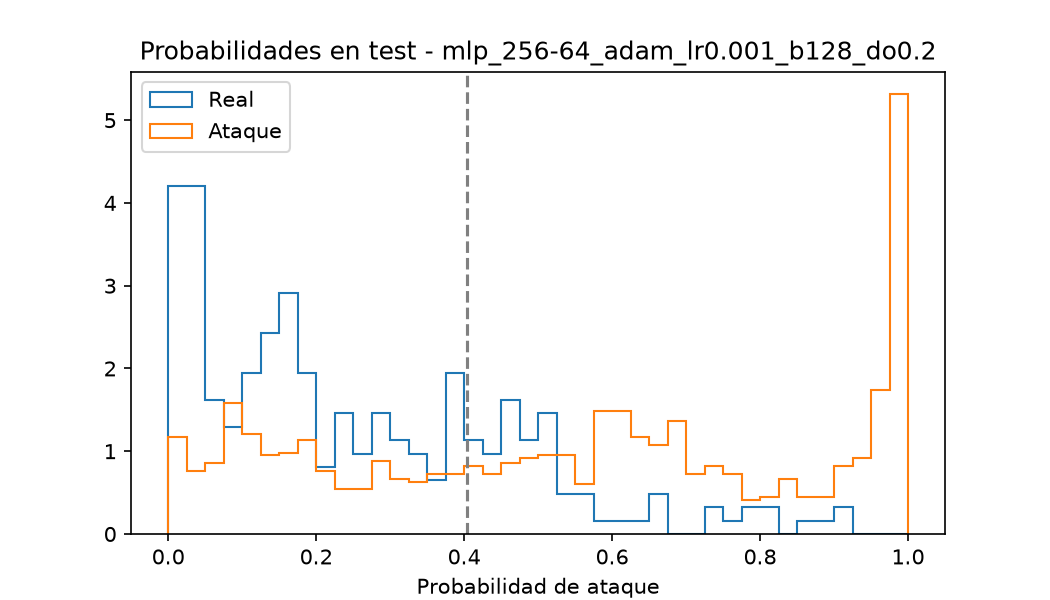 Probabilidades en test - mlp_256-64_adam_lr0.001_b128_do0.2
Real
Ataque
5
4
3
2
1
0
0.0 0.2 0.4 0.6 0.8 1.0
Probabilidad de ataque